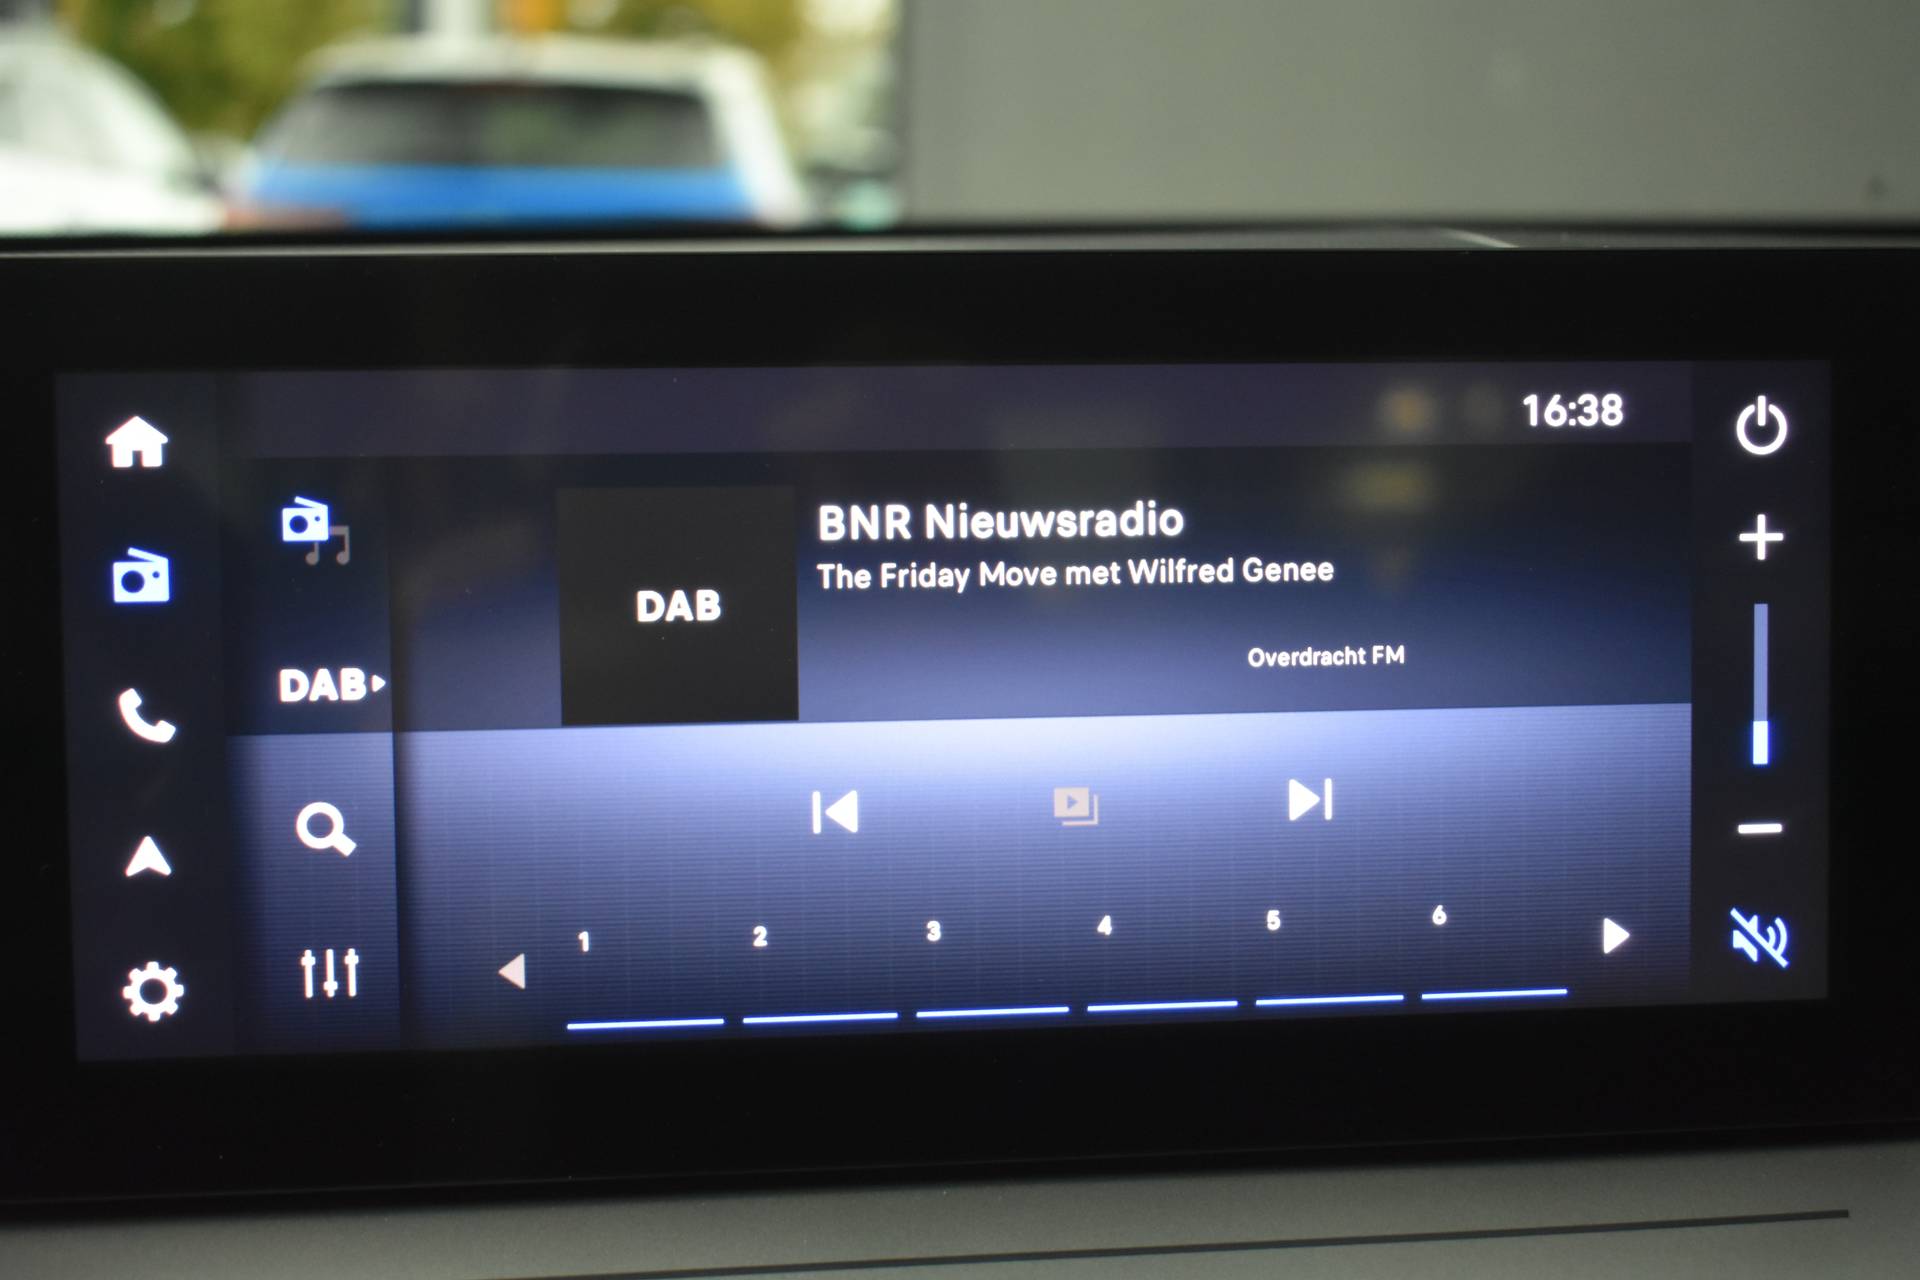 16:38
BNR Nieuwsradio
The Friday Move met Wilfred Genee
DAB
Overdracht FM
DAB
1 2 3 4 5 6